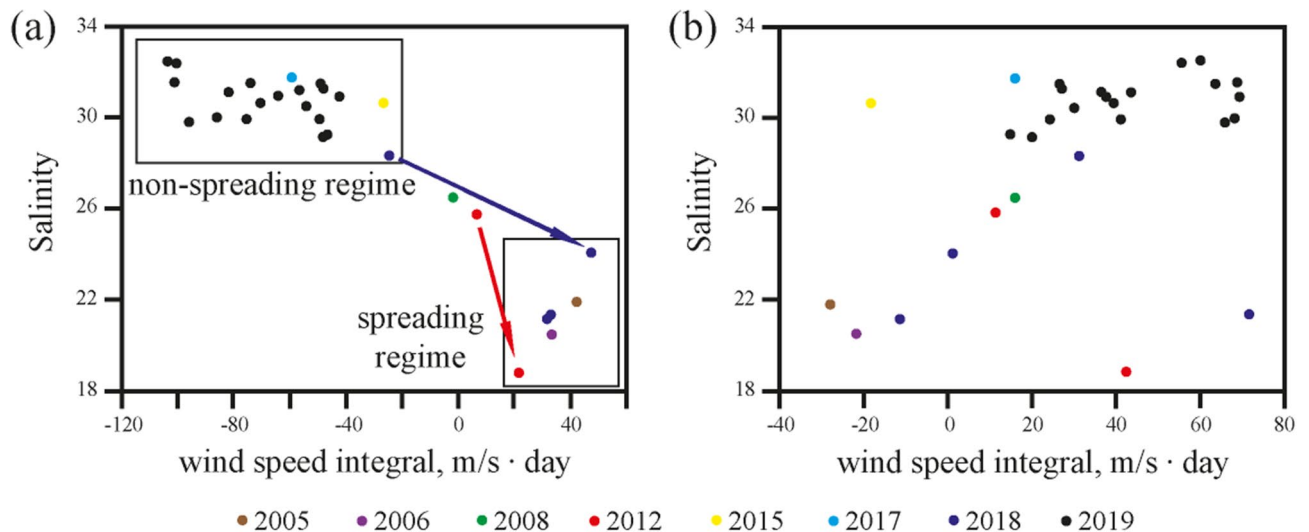 (a)
34
30
26
22
18
Salinity
non-spreading regime
spreading
regime
-120
-80
-40
0
40
wind speed integral, m/s · day
(b)
34
30
26
22
18
Salinity
-40
-20
0
20
40
60
80
wind speed integral, m/s · day
2005 2006 2008 2012 2015 2017 2018 2019